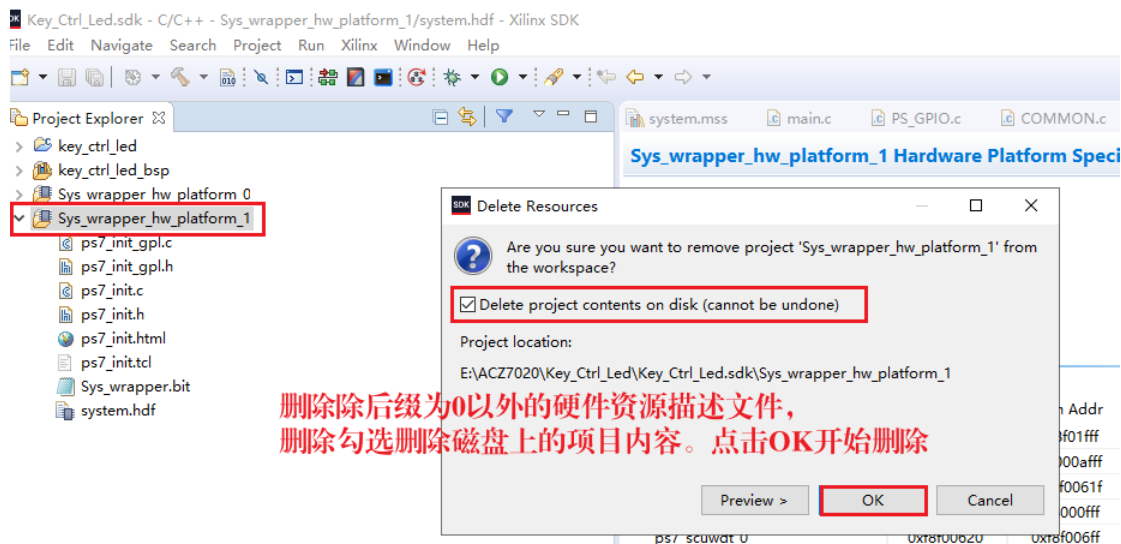 Key_Ctrl_Led.sdk - C/C++ - Sys_wrapper_hw_platform_1/system.hdf - Xilinx SDK
File Edit Navigate Search Project Run Xilinx Window Help
Project Explorer
system.mss main.c PS_GPIO.c COMMON.c
key_ctrl_led
key_ctrl_led_bsp
Sys_wrapper_hw_platform_0
Sys_wrapper_hw_platform_1
ps7_init_gpl.c
ps7_init_gpl.h
ps7_init.c
ps7_init.h
ps7_init.html
ps7_init.tcl
Sys_wrapper.bit
system.hdf
Sys_wrapper_hw_platform_1 Hardware Platform Speci
SDK Delete Resources
Are you sure you want to remove project 'Sys_wrapper_hw_platform_1' from
the workspace?
Delete project contents on disk (cannot be undone)
Project location:
E:\ACZ7020\Key_Ctrl_Led\Key_Ctrl_Led.sdk\Sys_wrapper_hw_platform_1
删除除后缀为0以外的硬件资源描述文件，
删除勾选删除磁盘上的项目内容。点击OK开始删除
Preview > OK Cancel
Addr
f01fff
00afff
f0061f
000fff
ps7_scuwdt_0 0xf8f00620 0xf8f006ff